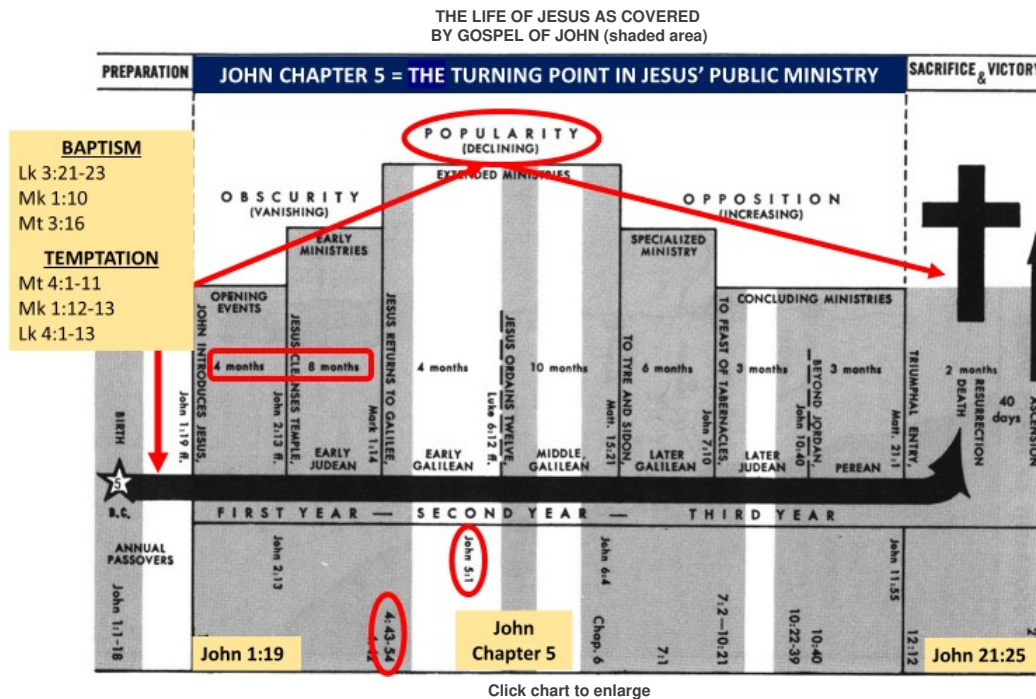 THE LIFE OF JESUS AS COVERED
BY GOSPEL OF JOHN (shaded area)
PREPARATION
JOHN CHAPTER 5 = THE TURNING POINT IN JESUS' PUBLIC MINISTRY
SACRIFICE & VICTORY
BAPTISM
Lk 3:21-23
Mk 1:10
Mt 3:16
TEMPTATION
Mt 4:1-11
Mk 1:12-13
Lk 4:1-13
POPULARITY
(DECLINING)
EXTENDED MINISTRIES
OBSCURITY
(VANISHING)
OPPOSITION
(INCREASING)
EARLY
MINISTRIES
SPECIALIZED
MINISTRY
OPENING
EVENTS
CONCLUDING MINISTRIES
BIRTH
John 1:19 ff.
JOHN INTRODUCES JESUS,
4 months
John 2:13 ff.
JESUS CLEANSES TEMPLE,
8 months
Mark 1:14
JESUS RETURNS TO GALILEE,
4 months
Luke 6:12 ff.
JESUS ORDAINS TWELVE,
10 months
Matt. 15:21
TO TYRE AND SIDON
6 months
John 7:10
TO FEAST OF TABERNACLES,
3 months
John 10:40
BEYOND JORDAN,
3 months
Matt. 21:1
TRIUMPHAL ENTRY,
2 months
DEATH
RESURRECTION
40
days
ASCENSION
EARLY
JUDEAN
EARLY
GALILEAN
MIDDLE
GALILEAN
LATER
GALILEAN
LATER
JUDEAN
PEREAN
5
B.C.
FIRST YEAR — SECOND YEAR — THIRD YEAR
ANNUAL
PASSOVERS
John 2:13
John 5:1
John 6:4
John 11:55
John 1:1-18
John 1:19
4:43-54
John
Chapter 5
Chap. 6
7:1
7:2—10:21
10:22-39
10:40
12:12
John 21:25
Click chart to enlarge